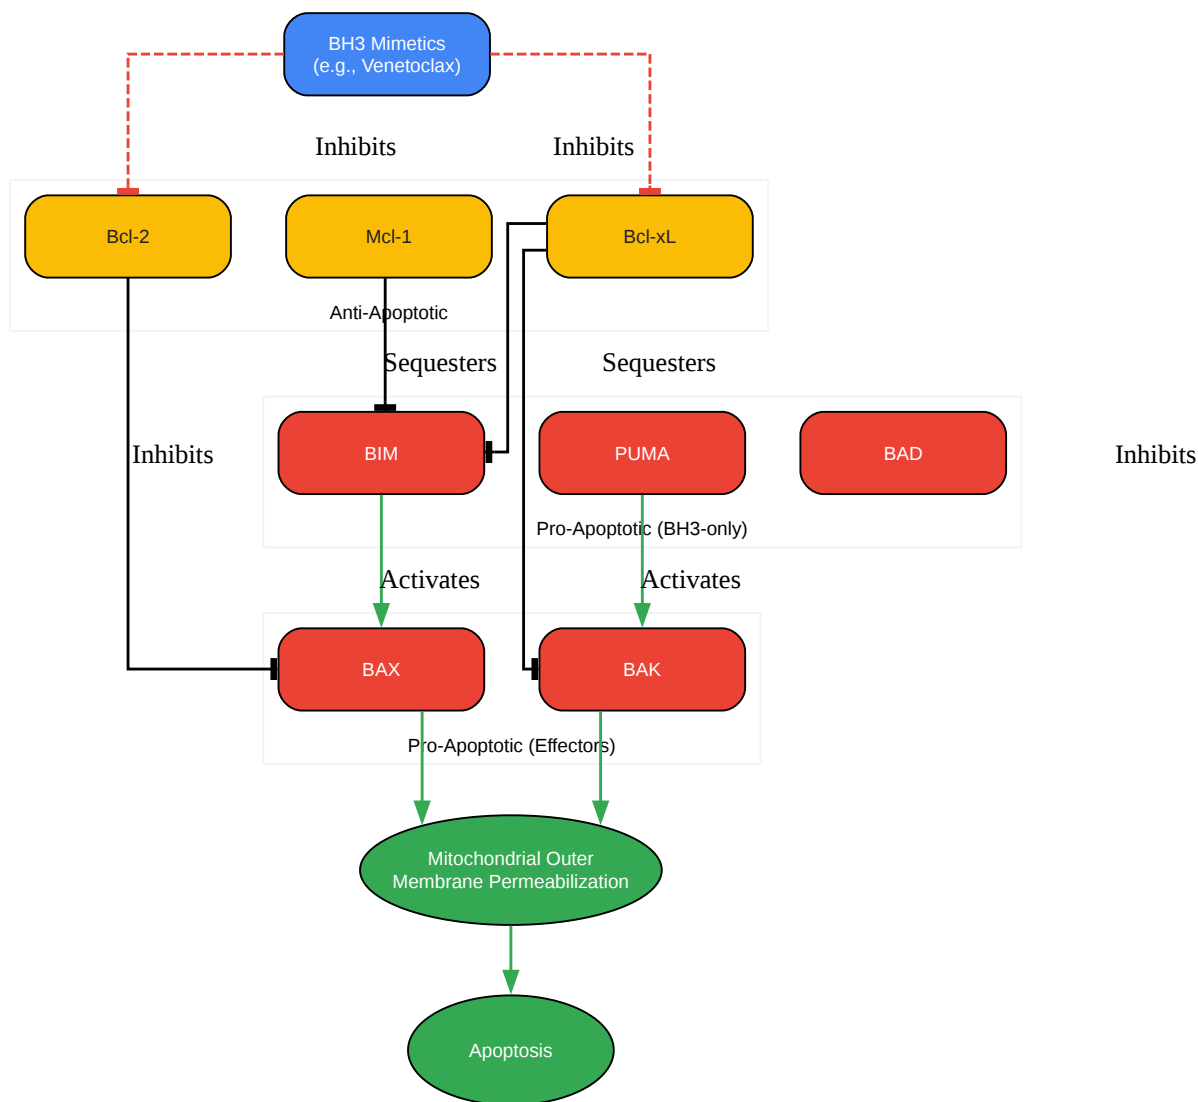 BH3 Mimetics
(e.g., Venetoclax)
Inhibits
Inhibits
Bcl-2
Mcl-1
Bcl-xL
Anti-Apoptotic
Sequesters
Sequesters
Inhibits
BIM
PUMA
BAD
Inhibits
Pro-Apoptotic (BH3-only)
Activates
Activates
BAX
BAK
Pro-Apoptotic (Effectors)
Mitochondrial Outer
Membrane Permeabilization
Apoptosis